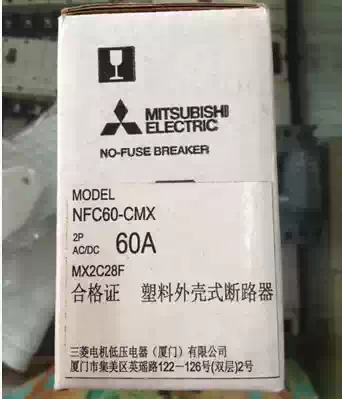 MITSUBISHI
ELECTRIC
NO-FUSE BREAKER
MODEL
NFC60-CMX
2P
AC/DC 60A
MX2C28F
合格证 塑料外壳式断路器
三菱电机低压电器（厦门）有限公司
厦门市集美区英瑶路122-126号(双层)2号